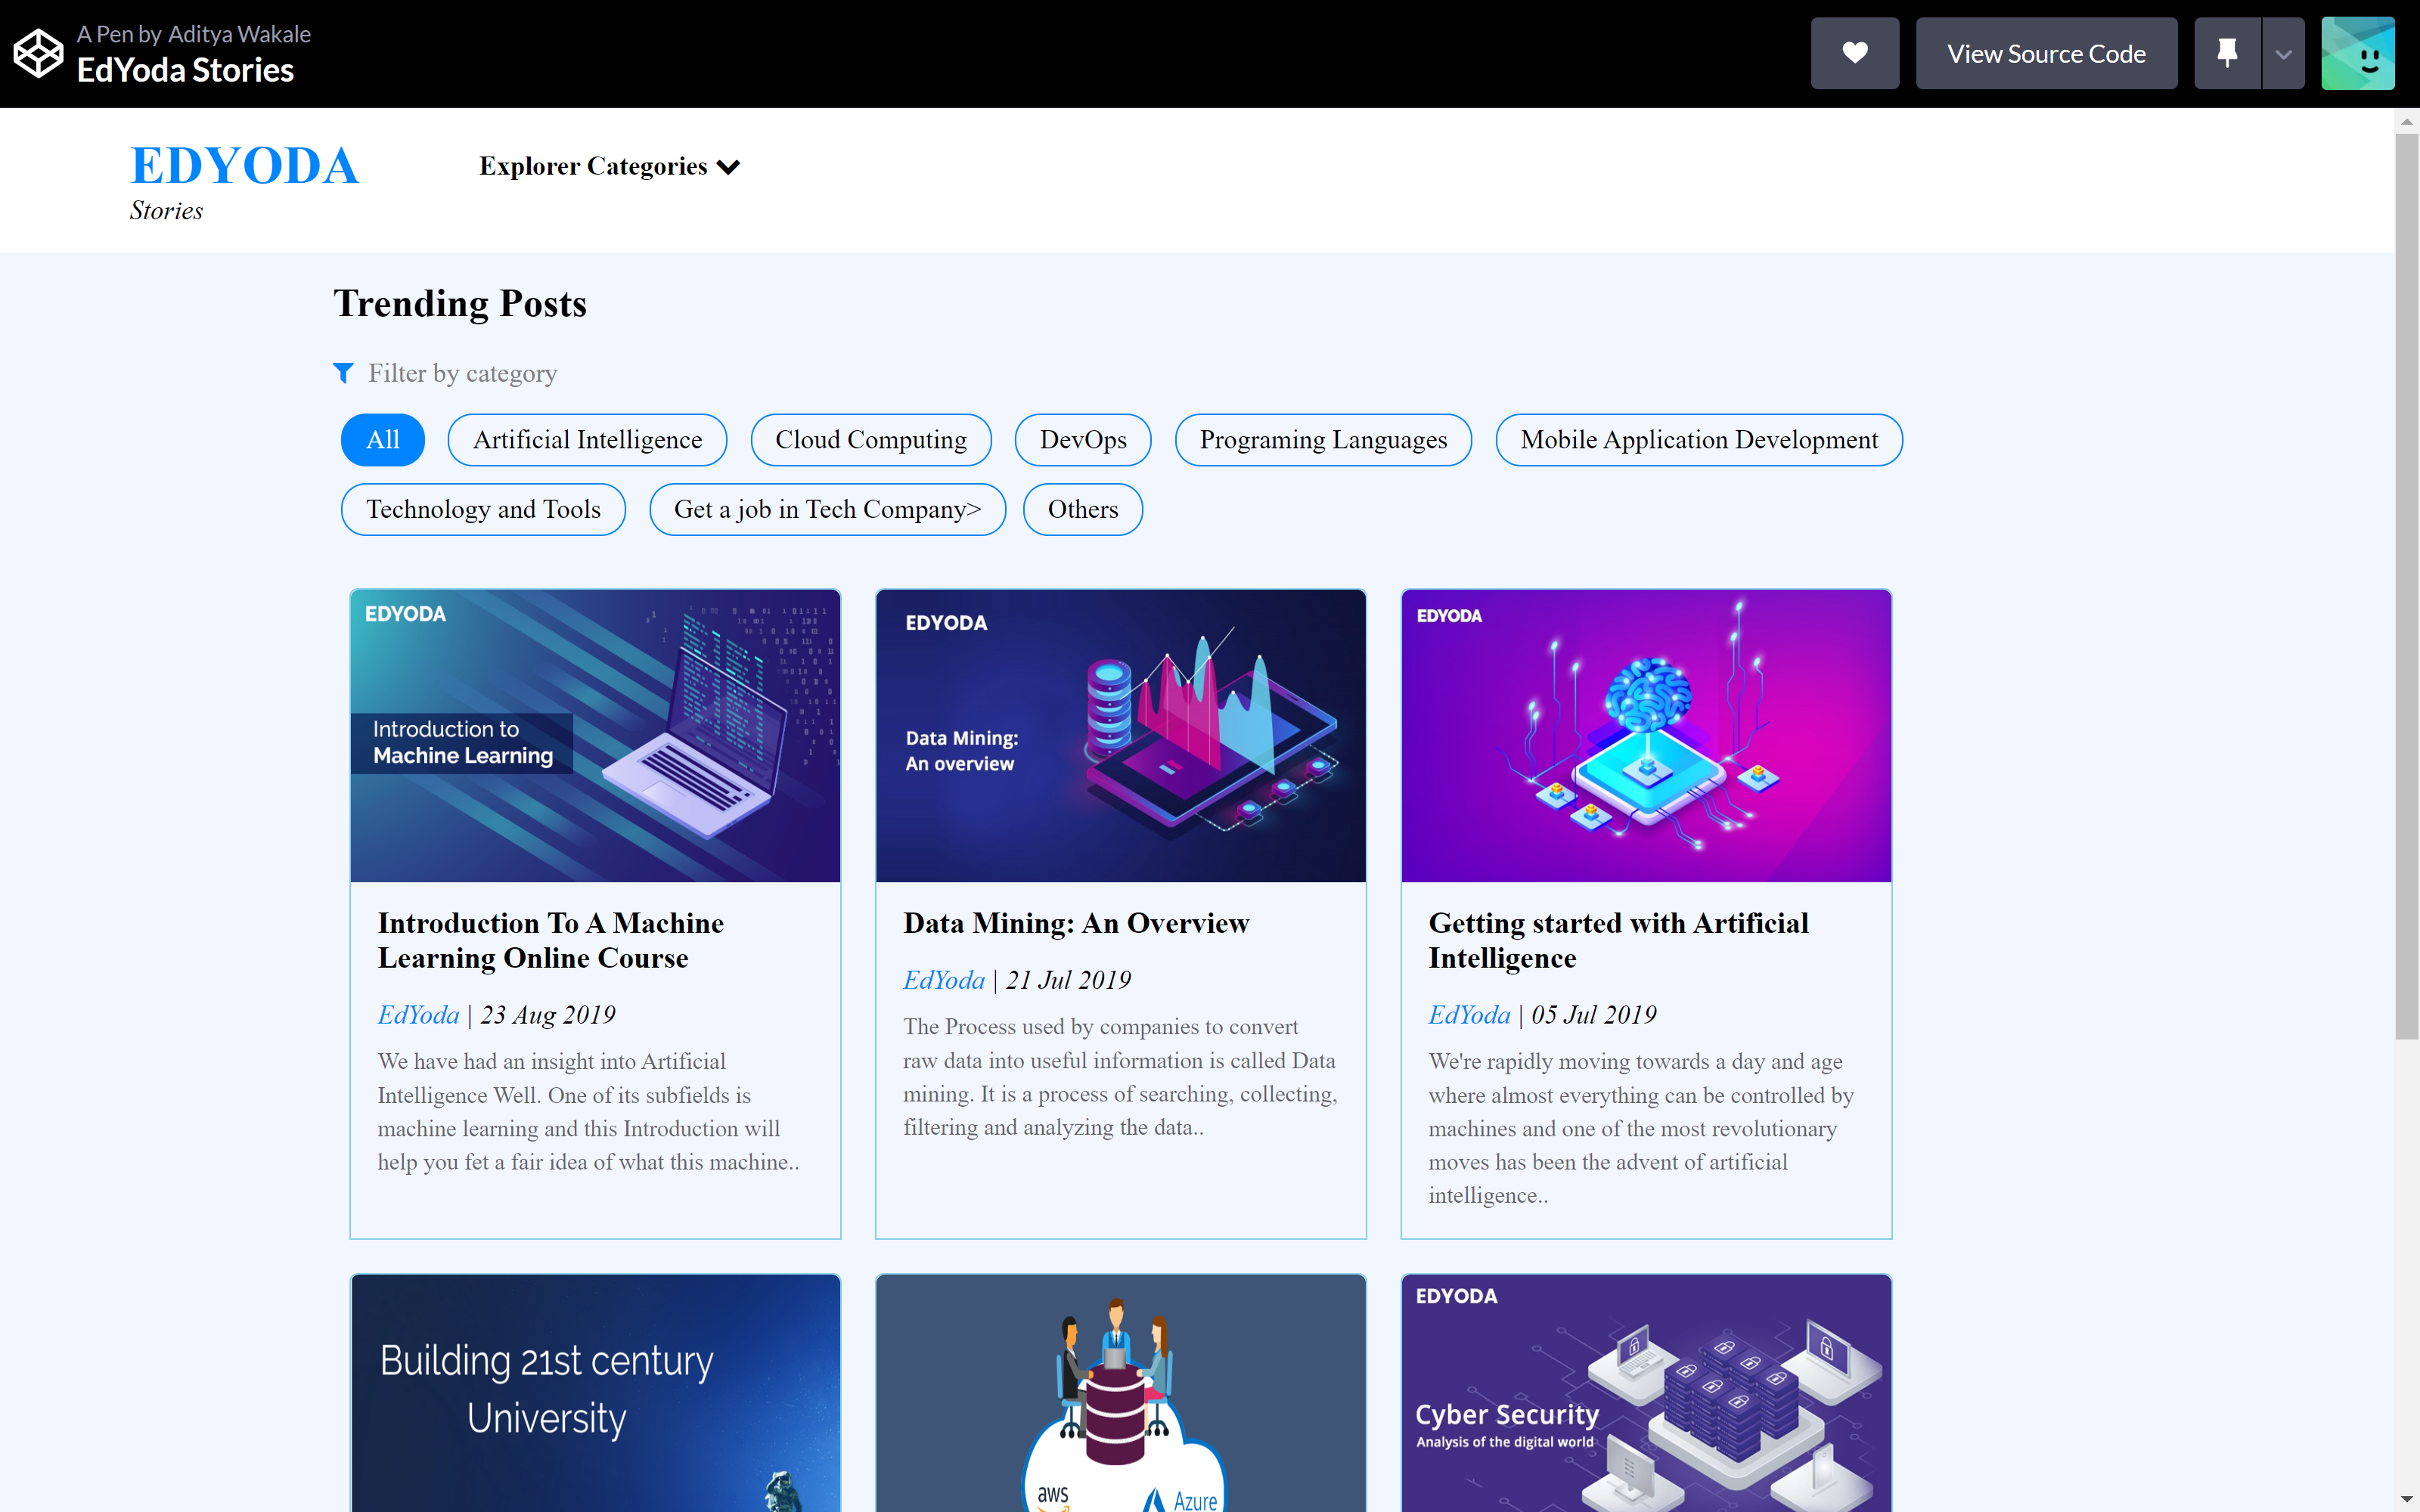 A Pen by Aditya Wakale
EdYoda Stories
View Source Code
EDYODA
Stories
Explorer Categories
Trending Posts
Filter by category
All
Artificial Intelligence
Cloud Computing
DevOps
Programing Languages
Mobile Application Development
Technology and Tools
Get a job in Tech Company>
Others
EDYODA
Introduction to
Machine Learning
Introduction To A Machine
Learning Online Course
EdYoda | 23 Aug 2019
We have had an insight into Artificial
Intelligence Well. One of its subfields is
machine learning and this Introduction will
help you fet a fair idea of what this machine..
EDYODA
Data Mining:
An overview
Data Mining: An Overview
EdYoda | 21 Jul 2019
The Process used by companies to convert
raw data into useful information is called Data
mining. It is a process of searching, collecting,
filtering and analyzing the data..
EDYODA
Getting started with Artificial
Intelligence
EdYoda | 05 Jul 2019
We're rapidly moving towards a day and age
where almost everything can be controlled by
machines and one of the most revolutionary
moves has been the advent of artificial
intelligence..
Building 21st century
University
aws
Azure
EDYODA
Cyber Security
Analysis of the digital world